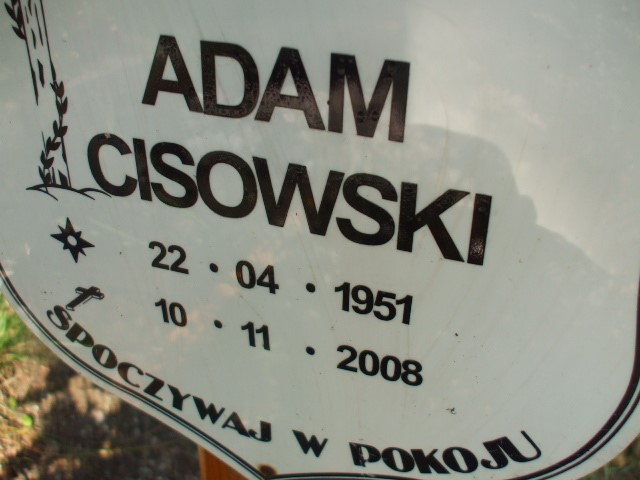 ADAM
CISOWSKI
22 · 04 · 1951
10 · 11 · 2008
SPOCZYWAJ W POKOJU